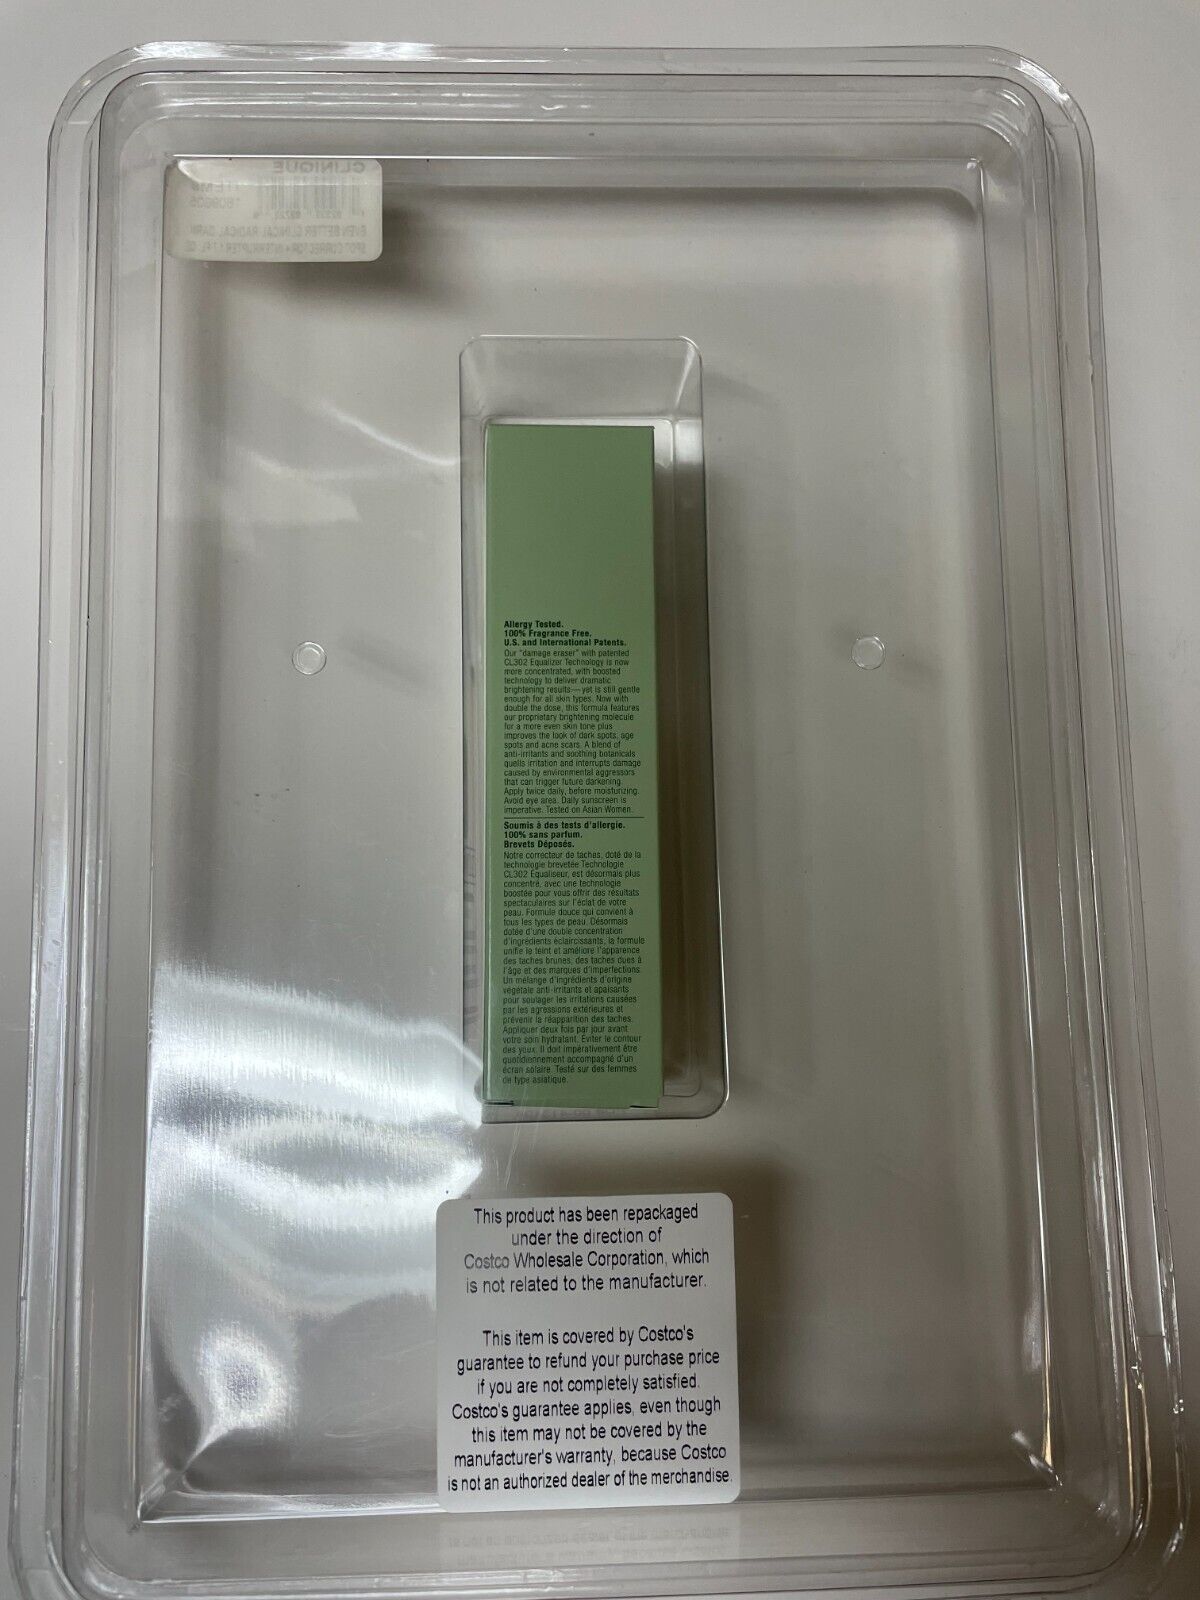 CLINIQUE
ITEM#
EVEN BETTER CLINICAL RADICAL DARK
SPOT CORRECTOR + INTERRUPTER 1.7 FL OZ
Allergy Tested.
100% Fragrance Free.
U.S. and International Patents.
Our "damage eraser" with patented
CL302 Equalizer Technology is now
more concentrated, with boosted
technology to deliver dramatic
brightening results—yet is still gentle
enough for all skin types. Now with
double the dose, this formula features
our proprietary brightening molecule
for a more even skin tone plus
improves the look of dark spots, age
spots and acne scars. A blend of
anti-irritants and soothing botanicals
quells irritation and interrupts damage
caused by environmental aggressors
that can trigger future darkening.
Apply twice daily, before moisturizing.
Avoid eye area. Daily sunscreen is
imperative. Tested on Asian Women.
Soumis à des tests d'allergie.
100% sans parfum.
Brevets Déposés.
Notre correcteur de taches, doté de la
technologie brevetée Technologie
CL302 Equaliseur, est désormais plus
concentré, avec une technologie
boostée pour vous offrir des résultats
spectaculaires sur l'éclat de votre
peau. Formule douce qui convient à
tous les types de peau. Désormais
dotée d'une double concentration
d'ingrédients éclaircissants, la formule
unifie le teint et améliore l'apparence
des taches brunes, des taches dues à
l'âge et des marques d'imperfections.
Un mélange d'ingrédients d'origine
végétale anti-irritants et apaisants
pour soulager les irritations causées
par les agressions extérieures et
prévenir la réapparition des taches.
Appliquer deux fois par jour avant
votre soin hydratant. Eviter le contour
des yeux. Il doit impérativement être
quotidiennement accompagné d'un
écran solaire. Testé sur des femmes
de type asiatique.
This product has been repackaged
under the direction of
Costco Wholesale Corporation, which
is not related to the manufacturer.
This item is covered by Costco's
guarantee to refund your purchase price
if you are not completely satisfied.
Costco's guarantee applies, even though
this item may not be covered by the
manufacturer's warranty, because Costco
is not an authorized dealer of the merchandise.